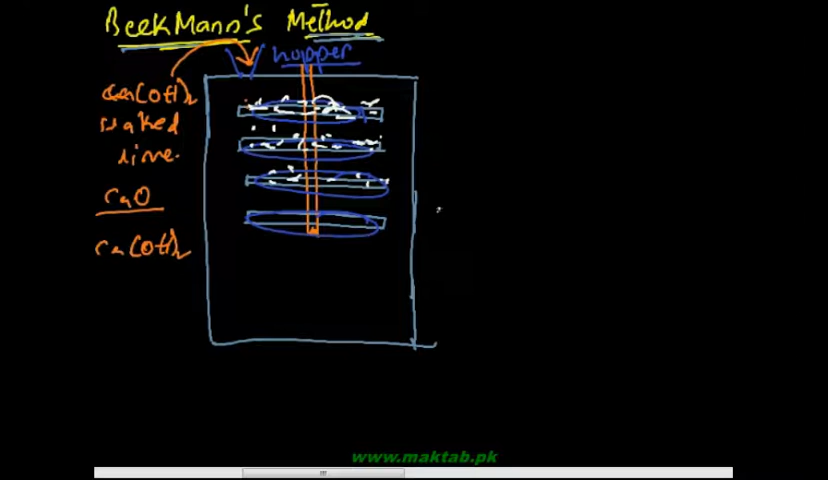 BeekMann's Method
hopper
Ca(OH)2
slaked
lime.
CaO
Ca(OH)2
www.maktab.pk